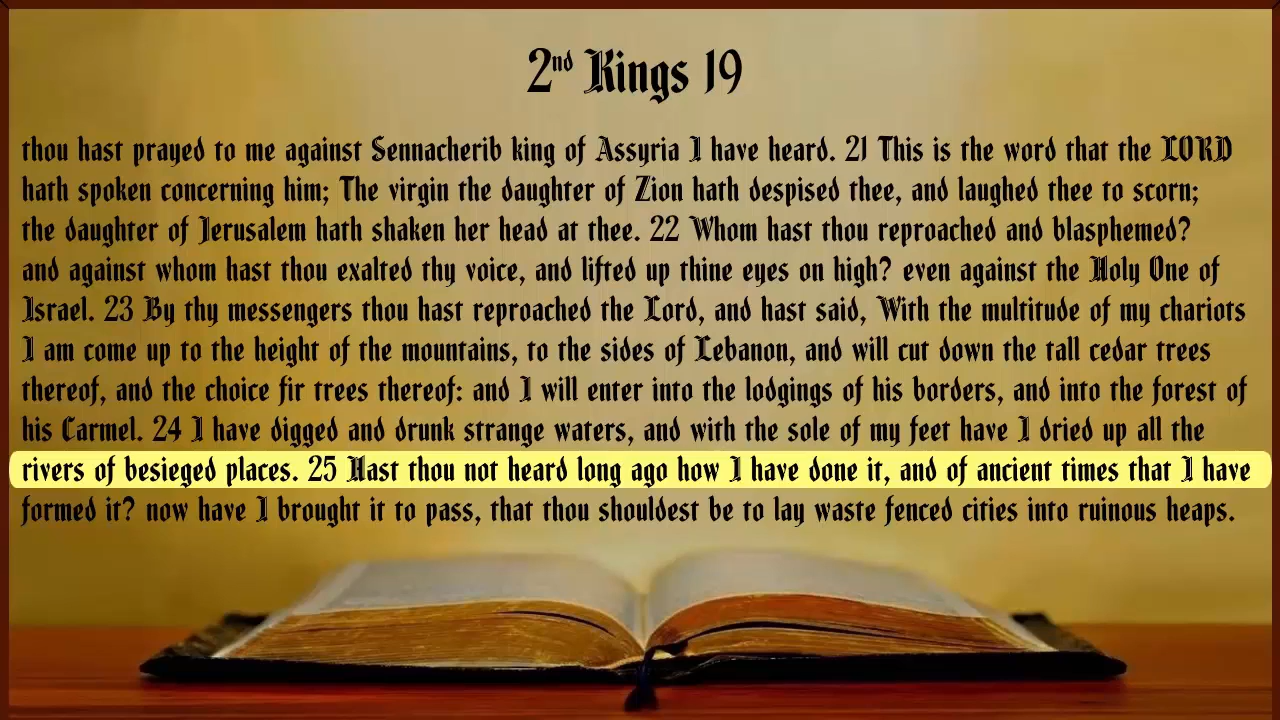 2nd Kings 19
thou hast prayed to me against Sennacherib king of Assyria I have heard. 21 This is the word that the LORD
hath spoken concerning him; The virgin the daughter of Zion hath despised thee, and laughed thee to scorn;
the daughter of Jerusalem hath shaken her head at thee. 22 Whom hast thou reproached and blasphemed?
and against whom hast thou exalted thy voice, and lifted up thine eyes on high? even against the Holy One of
Israel. 23 By thy messengers thou hast reproached the Lord, and hast said, With the multitude of my chariots
I am come up to the height of the mountains, to the sides of Lebanon, and will cut down the tall cedar trees
thereof, and the choice fir trees thereof: and I will enter into the lodgings of his borders, and into the forest of
his Carmel. 24 I have digged and drunk strange waters, and with the sole of my feet have I dried up all the
rivers of besieged places. 25 Hast thou not heard long ago how I have done it, and of ancient times that I have
formed it? now have I brought it to pass, that thou shouldest be to lay waste fenced cities into ruinous heaps.